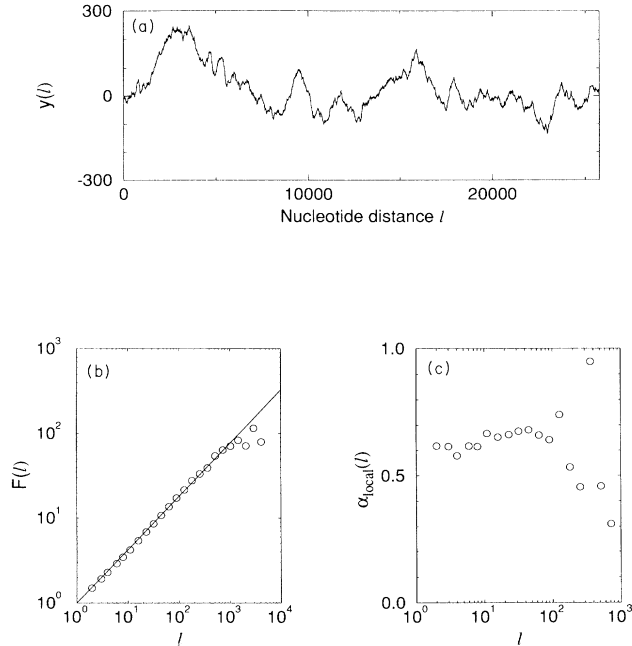 300
(a)
y(l)
0
-300
0 10000 20000
Nucleotide distance l
10³
(b)
10²
F(l)
10¹
10⁰
10⁰ 10¹ 10² 10³ 10⁴
l
1.0
(c)
α_local(l)
0.5
0.0
10⁰ 10¹ 10² 10³
l